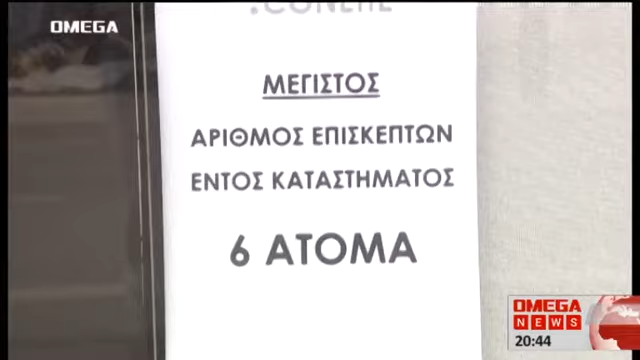 OMEGA
ΜΕΓΙΣΤΟΣ
ΑΡΙΘΜΟΣ ΕΠΙΣΚΕΠΤΩΝ
ΕΝΤΟΣ ΚΑΤΑΣΤΗΜΑΤΟΣ
6 ΑΤΟΜΑ
OMEGA
NEWS
20:44